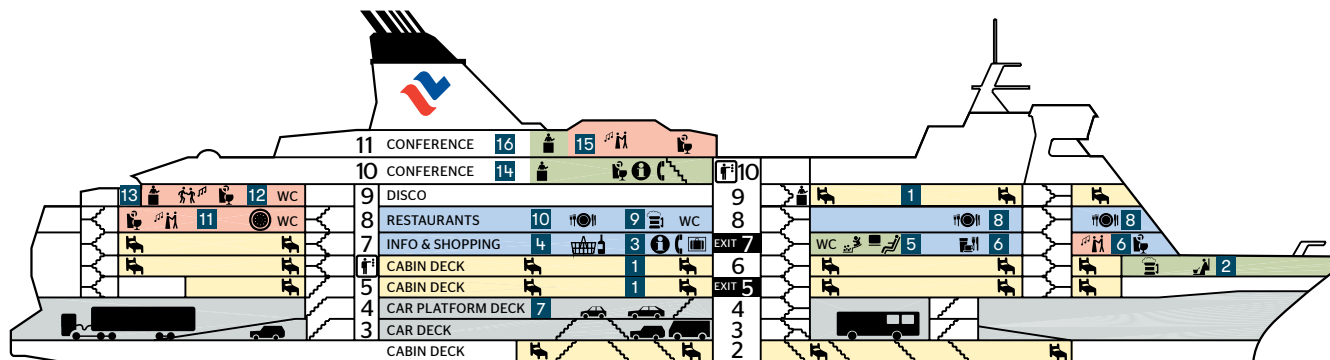 11 CONFERENCE 16 15
10 CONFERENCE 14 10
13 12 WC 9 DISCO 9 1
11 WC 8 RESTAURANTS 10 9 WC 8 8 8
7 INFO & SHOPPING 4 3 EXIT 7 WC 5 6 6
CABIN DECK 1 6 2
5 CABIN DECK 1 EXIT 5
4 CAR PLATFORM DECK 7 4
3 CAR DECK 3
CABIN DECK 2